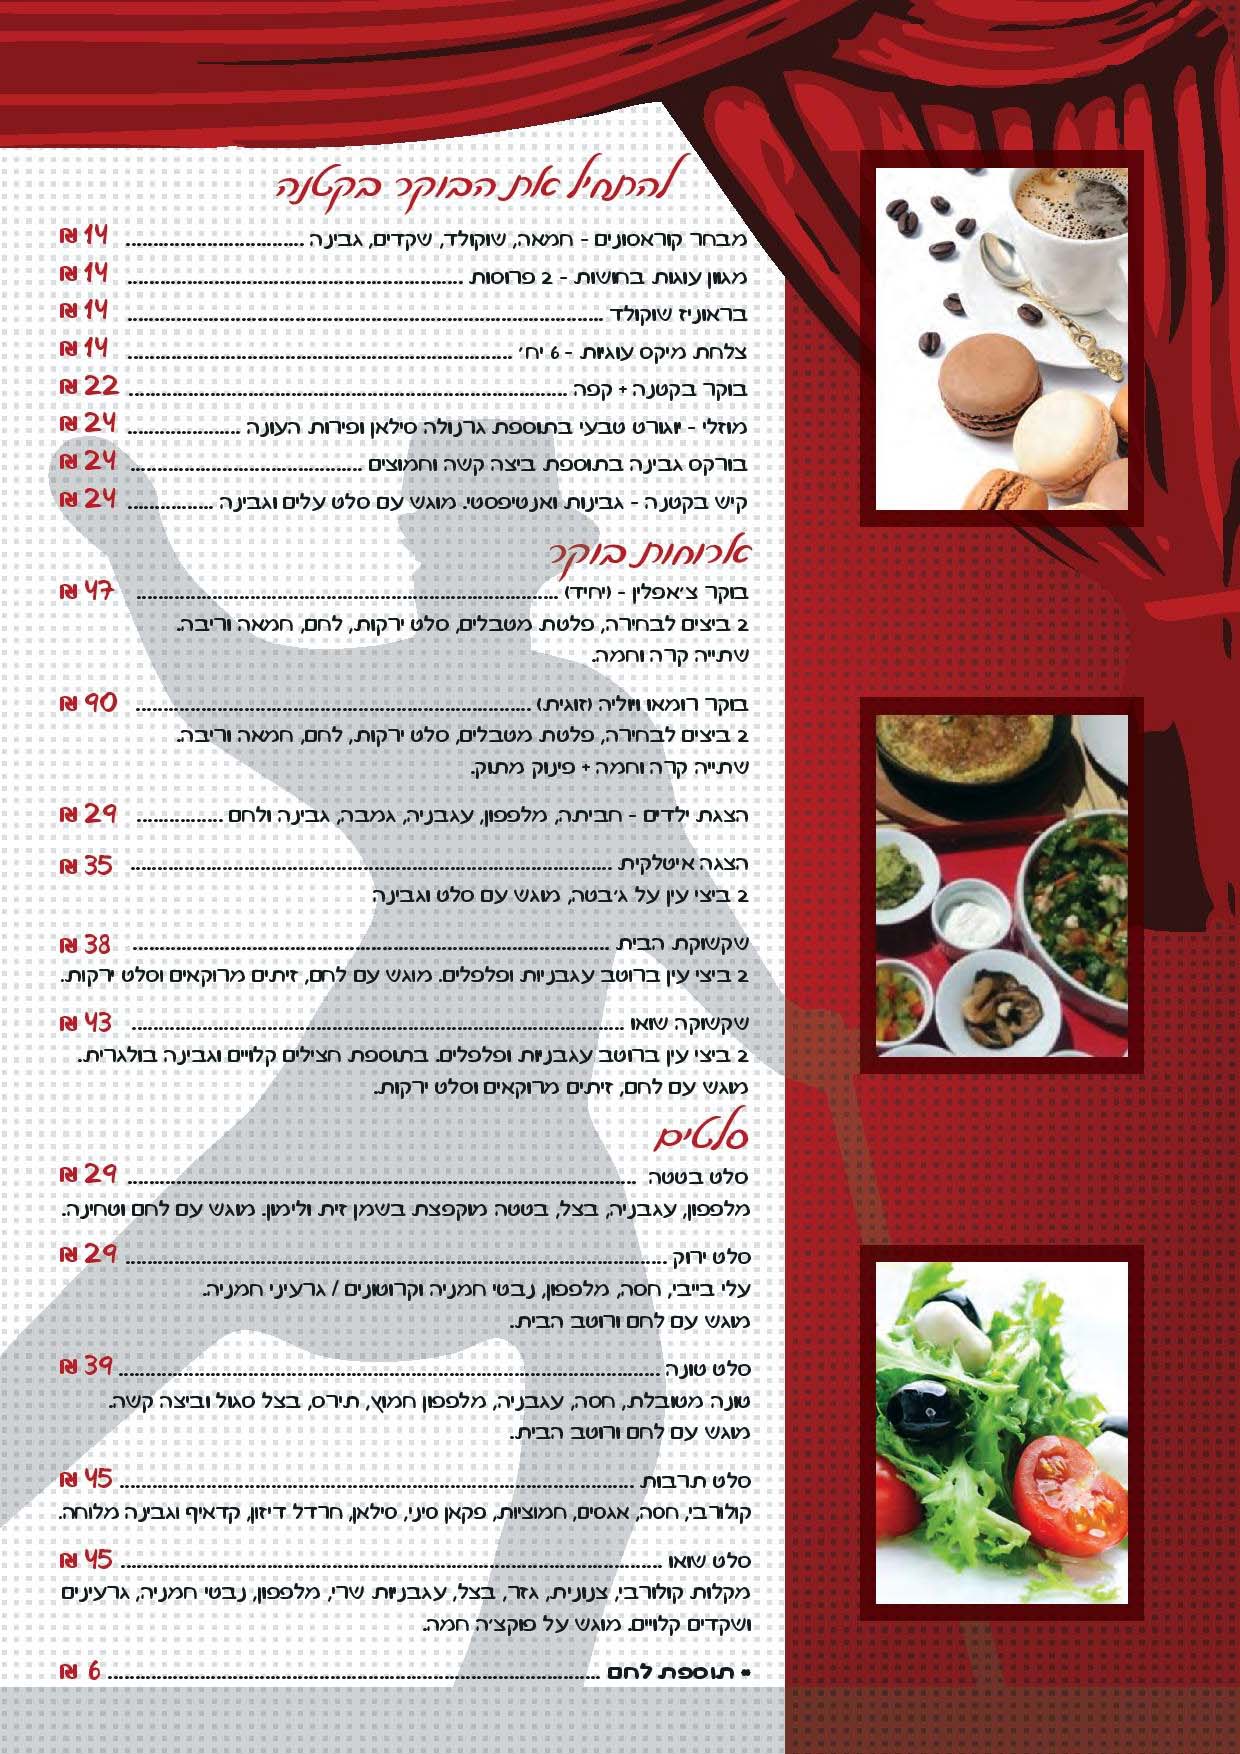 להתחיל את הבוקר בקטנה
מבחר קוראסונים - חמאה, שוקולד, שקדים, גבינה ................................ 14 ₪
מגוון עוגות בחושות - 2 פרוסות ............................................................ 14 ₪
בראוניז שוקולד ..................................................................................... 14 ₪
צלחת מיקס עוגיות - 6 יח׳ ..................................................................... 14 ₪
בוקר בקטנה + קפה ............................................................................... 22 ₪
מוזלי - יוגורט טבעי בתוספת גרנולה סילאן ופירות העונה ..................... 24 ₪
בורקס גבינה בתוספת ביצה קשה וחמוצים .......................................... 24 ₪
קיש בקטנה - גבינות ואנטיפסטי. מוגש עם סלט עלים וגבינה ................ 24 ₪
ארוחות בוקר
בוקר צ׳אפלין - (יחיד) ............................................................................ 47 ₪
2 ביצים לבחירה, פלטת מטבלים, סלט ירקות, לחם, חמאה וריבה.
שתייה קרה וחמה.
בוקר רומאו ויוליה (זוגית) ....................................................................... 90 ₪
2 ביצים לבחירה, פלטת מטבלים, סלט ירקות, לחם, חמאה וריבה.
שתייה קרה וחמה + פינוק מתוק.
הצגת ילדים - חביתה, מלפפון, עגבניה, גמבה, גבינה ולחם ................ 29 ₪
הצגה איטלקית ....................................................................................... 35 ₪
2 ביצי עין על ג׳בטה, מוגש עם סלט וגבינה
שקשוקת הבית ....................................................................................... 38 ₪
2 ביצי עין ברוטב עגבניות ופלפלים. מוגש עם לחם, זיתים מרוקאים וסלט ירקות.
שקשוקה שואו ......................................................................................... 43 ₪
2 ביצי עין ברוטב עגבניות ופלפלים. בתוספת חצילים קלויים וגבינה בולגרית.
מוגש עם לחם, זיתים מרוקאים וסלט ירקות.
סלטים
סלט בטטה ............................................................................................ 29 ₪
מלפפון, עגבניה, בצל, בטטה מוקפצת בשמן זית ולימון. מוגש עם לחם וטחינה.
סלט ירוק ................................................................................................. 29 ₪
עלי בייבי, חסה, מלפפון, נבטי חמניה וקרוטונים / גרעיני חמניה.
מוגש עם לחם ורוטב הבית.
סלט טונה ................................................................................................. 39 ₪
טונה מטובלת, חסה, עגבניה, מלפפון חמוץ, תירס, בצל סגול וביצה קשה.
מוגש עם לחם ורוטב הבית.
סלט תרבות ............................................................................................. 45 ₪
קולורבי, חסה, אגסים, חמוציות, פקאן סיני, סילאן, חרדל דיזון, קדאיף וגבינה מלוחה.
סלט שואו ................................................................................................. 45 ₪
מקלות קולורבי, צנונית, גזר, בצל, עגבניות שרי, מלפפון, נבטי חמניה, גרעינים
ושקדים קלויים. מוגש על פוקצ׳ה חמה.
* תוספת לחם ......................................................................................... 6 ₪